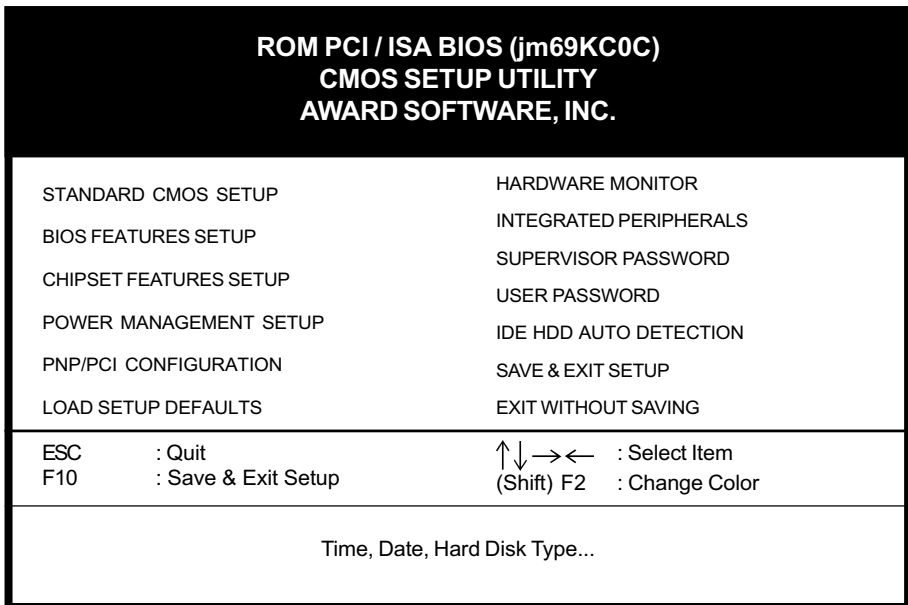 ROM PCI / ISA BIOS (jm69KC0C)
CMOS SETUP UTILITY
AWARD SOFTWARE, INC.
STANDARD CMOS SETUP
BIOS FEATURES SETUP
CHIPSET FEATURES SETUP
POWER MANAGEMENT SETUP
PNP/PCI CONFIGURATION
LOAD SETUP DEFAULTS
HARDWARE MONITOR
INTEGRATED PERIPHERALS
SUPERVISOR PASSWORD
USER PASSWORD
IDE HDD AUTO DETECTION
SAVE & EXIT SETUP
EXIT WITHOUT SAVING
ESC : Quit
F10 : Save & Exit Setup
↑↓→← : Select Item
(Shift) F2 : Change Color
Time, Date, Hard Disk Type...